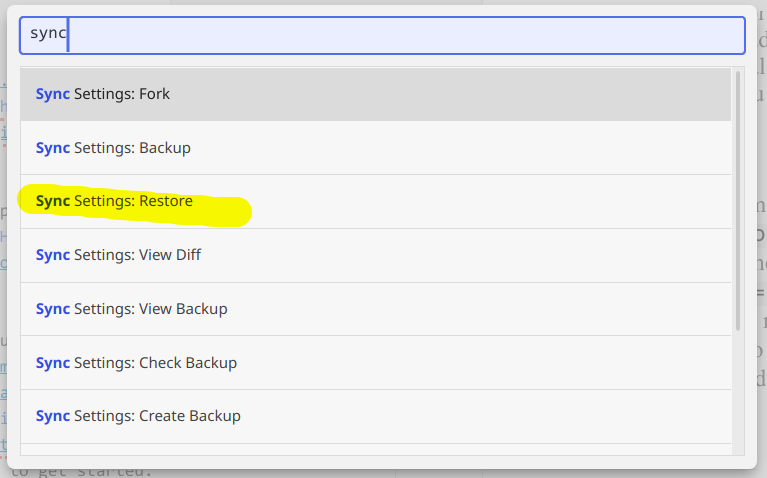 sync
Sync Settings: Fork
Sync Settings: Backup
Sync Settings: Restore
Sync Settings: View Diff
Sync Settings: View Backup
Sync Settings: Check Backup
Sync Settings: Create Backup
to get started.